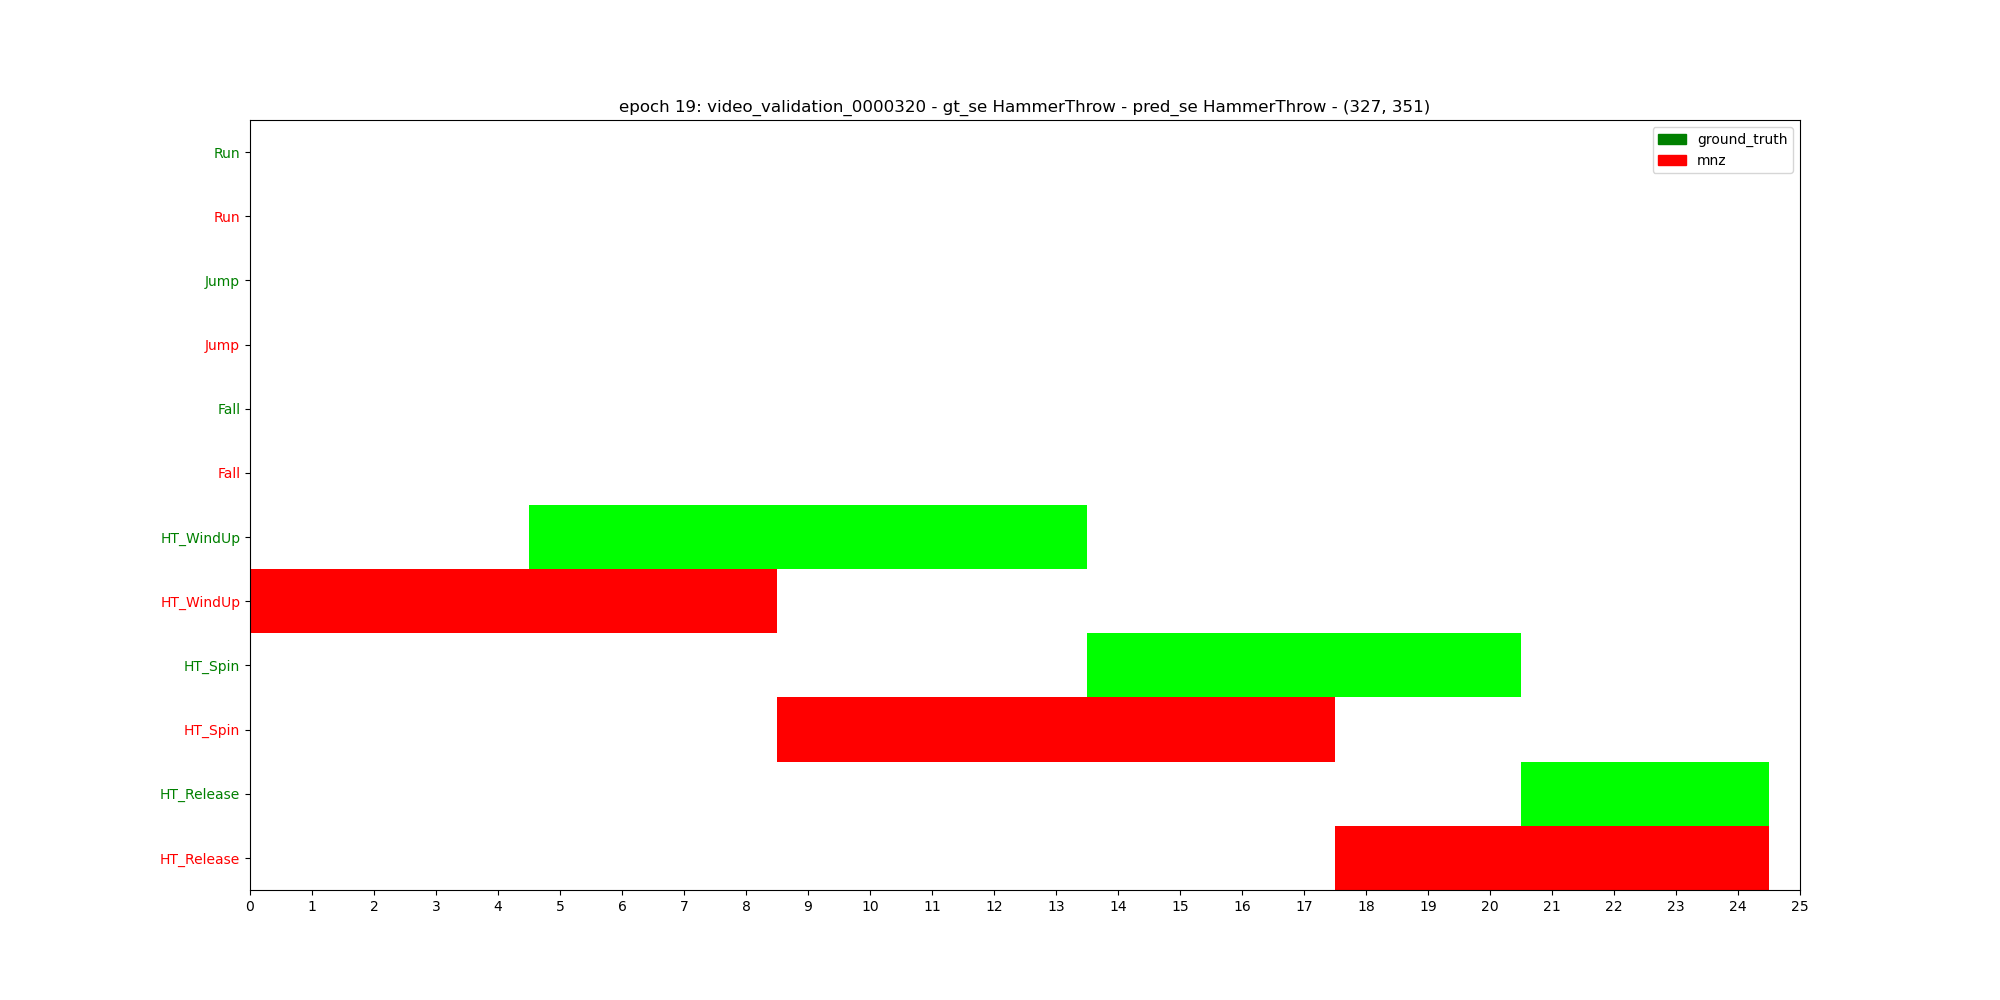 epoch 19: video_validation_0000320 - gt_se HammerThrow - pred_se HammerThrow - (327, 351)
ground_truth
mnz
Run
Run
Jump
Jump
Fall
Fall
HT_WindUp
HT_WindUp
HT_Spin
HT_Spin
HT_Release
HT_Release
0 1 2 3 4 5 6 7 8 9 10 11 12 13 14 15 16 17 18 19 20 21 22 23 24 25